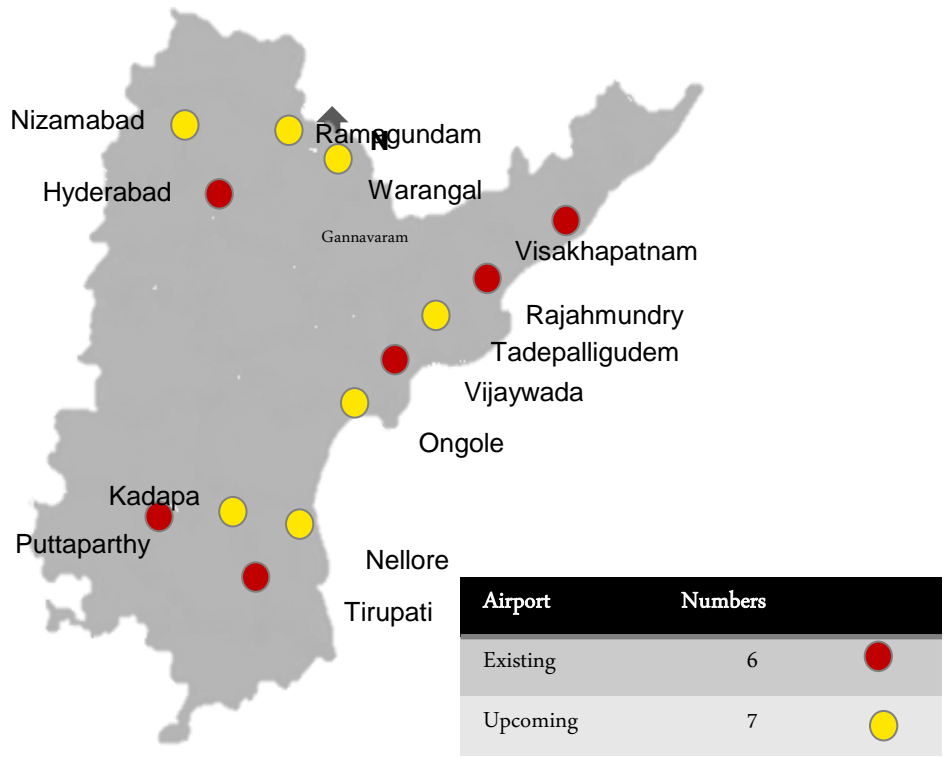 Nizamabad
Ramagundam
N
Hyderabad
Warangal
Gannavaram
Visakhapatnam
Rajahmundry
Tadepalligudem
Vijaywada
Ongole
Kadapa
Puttaparthy
Nellore
Tirupati
Airport Numbers
Existing 6
Upcoming 7